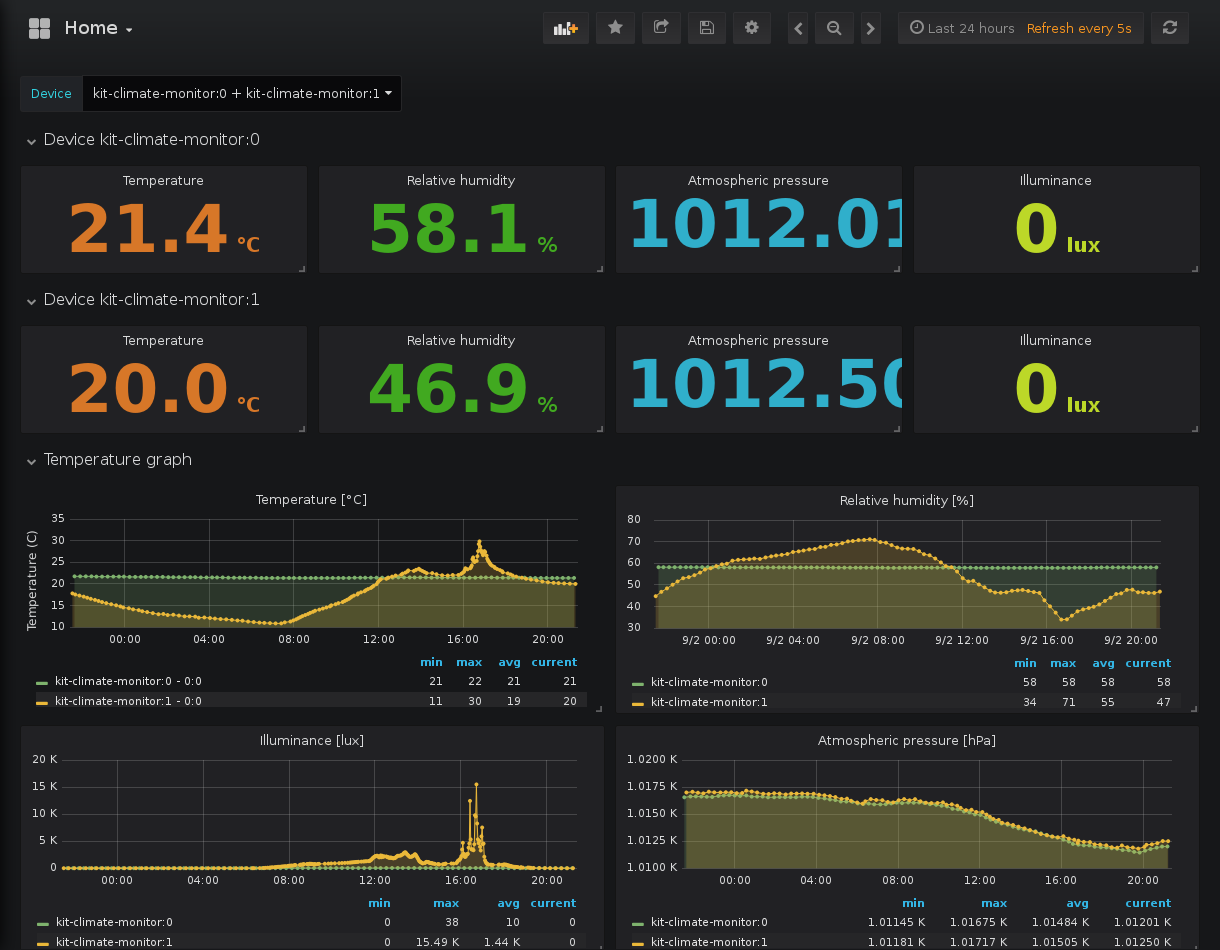 Home
Last 24 hours Refresh every 5s
Device kit-climate-monitor:0 + kit-climate-monitor:1
Device kit-climate-monitor:0
Temperature Relative humidity Atmospheric pressure Illuminance
21.4 °C 58.1 % 1012.01 0 lux
Device kit-climate-monitor:1
Temperature Relative humidity Atmospheric pressure Illuminance
20.0 °C 46.9 % 1012.50 0 lux
Temperature graph
Temperature [°C]
Temperature (C)
35
30
25
20
15
10
00:00 04:00 08:00 12:00 16:00 20:00
min max avg current
kit-climate-monitor:0 - 0:0 21 22 21 21
kit-climate-monitor:1 - 0:0 11 30 19 20
Relative humidity [%]
80
70
60
50
40
30
9/2 00:00 9/2 04:00 9/2 08:00 9/2 12:00 9/2 16:00 9/2 20:00
min max avg current
kit-climate-monitor:0 58 58 58 58
kit-climate-monitor:1 34 71 55 47
Illuminance [lux]
20 K
15 K
10 K
5 K
0
00:00 04:00 08:00 12:00 16:00 20:00
min max avg current
kit-climate-monitor:0 0 38 10 0
kit-climate-monitor:1 0 15.49 K 1.44 K 0
Atmospheric pressure [hPa]
1.0200 K
1.0175 K
1.0150 K
1.0125 K
1.0100 K
00:00 04:00 08:00 12:00 16:00 20:00
min max avg current
kit-climate-monitor:0 1.01145 K 1.01675 K 1.01484 K 1.01201 K
kit-climate-monitor:1 1.01181 K 1.01717 K 1.01505 K 1.01250 K